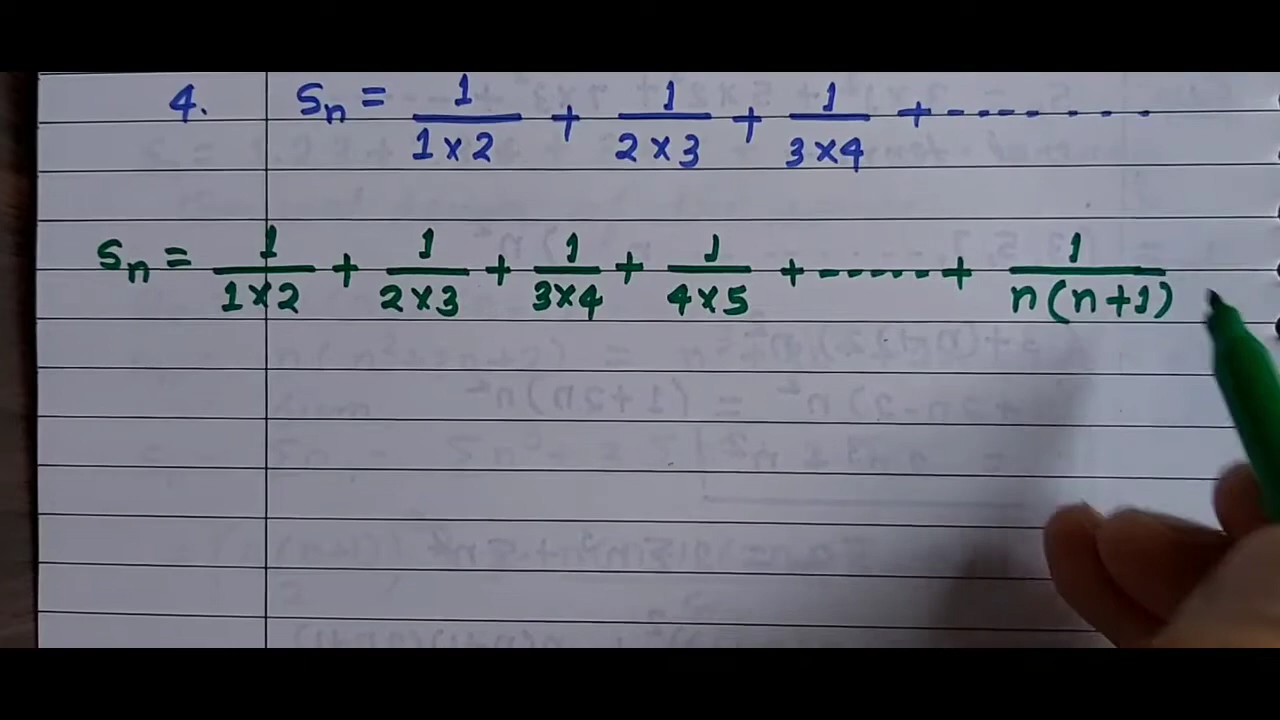 4. Sn = 1/(1×2) + 1/(2×3) + 1/(3×4) + --------
Sn = 1/(1×2) + 1/(2×3) + 1/(3×4) + 1/(4×5) + ------ + 1/(n(n+1))